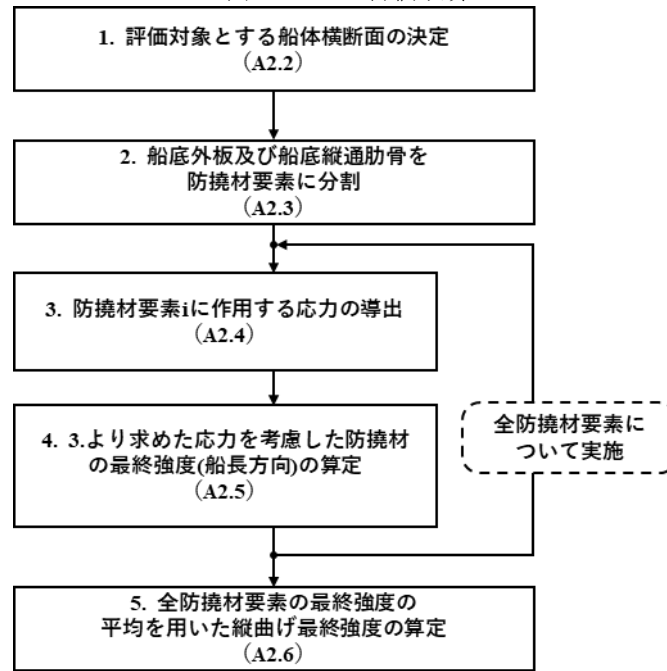 1. 評価対象とする船体横断面の決定
（A2.2）
2. 船底外板及び船底縦通肋骨を
防撓材要素に分割
（A2.3）
3. 防撓材要素iに作用する応力の導出
（A2.4）
4. 3.より求めた応力を考慮した防撓材
の最終強度(船長方向)の算定
（A2.5）
全防撓材要素に
ついて実施
5. 全防撓材要素の最終強度の
平均を用いた縦曲げ最終強度の算定
（A2.6）